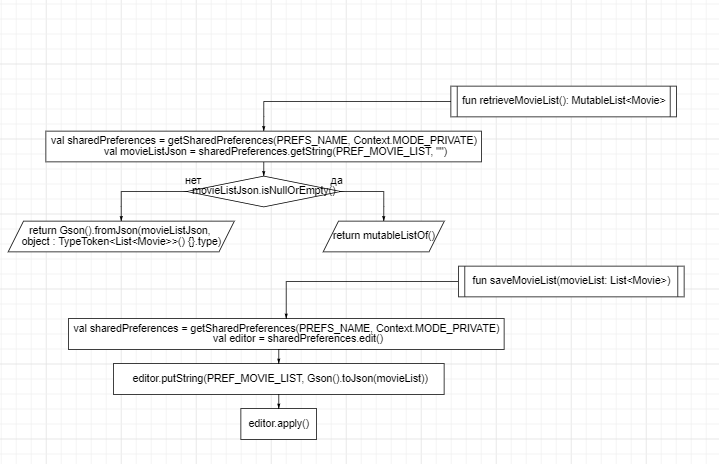 fun retrieveMovieList(): MutableList<Movie>
val sharedPreferences = getSharedPreferences(PREFS_NAME, Context.MODE_PRIVATE)
val movieListJson = sharedPreferences.getString(PREF_MOVIE_LIST, "")
нет
да
movieListJson.isNullOrEmpty()
return Gson().fromJson(movieListJson,
object : TypeToken<List<Movie>>() {}.type)
return mutableListOf()
fun saveMovieList(movieList: List<Movie>)
val sharedPreferences = getSharedPreferences(PREFS_NAME, Context.MODE_PRIVATE)
val editor = sharedPreferences.edit()
editor.putString(PREF_MOVIE_LIST, Gson().toJson(movieList))
editor.apply()